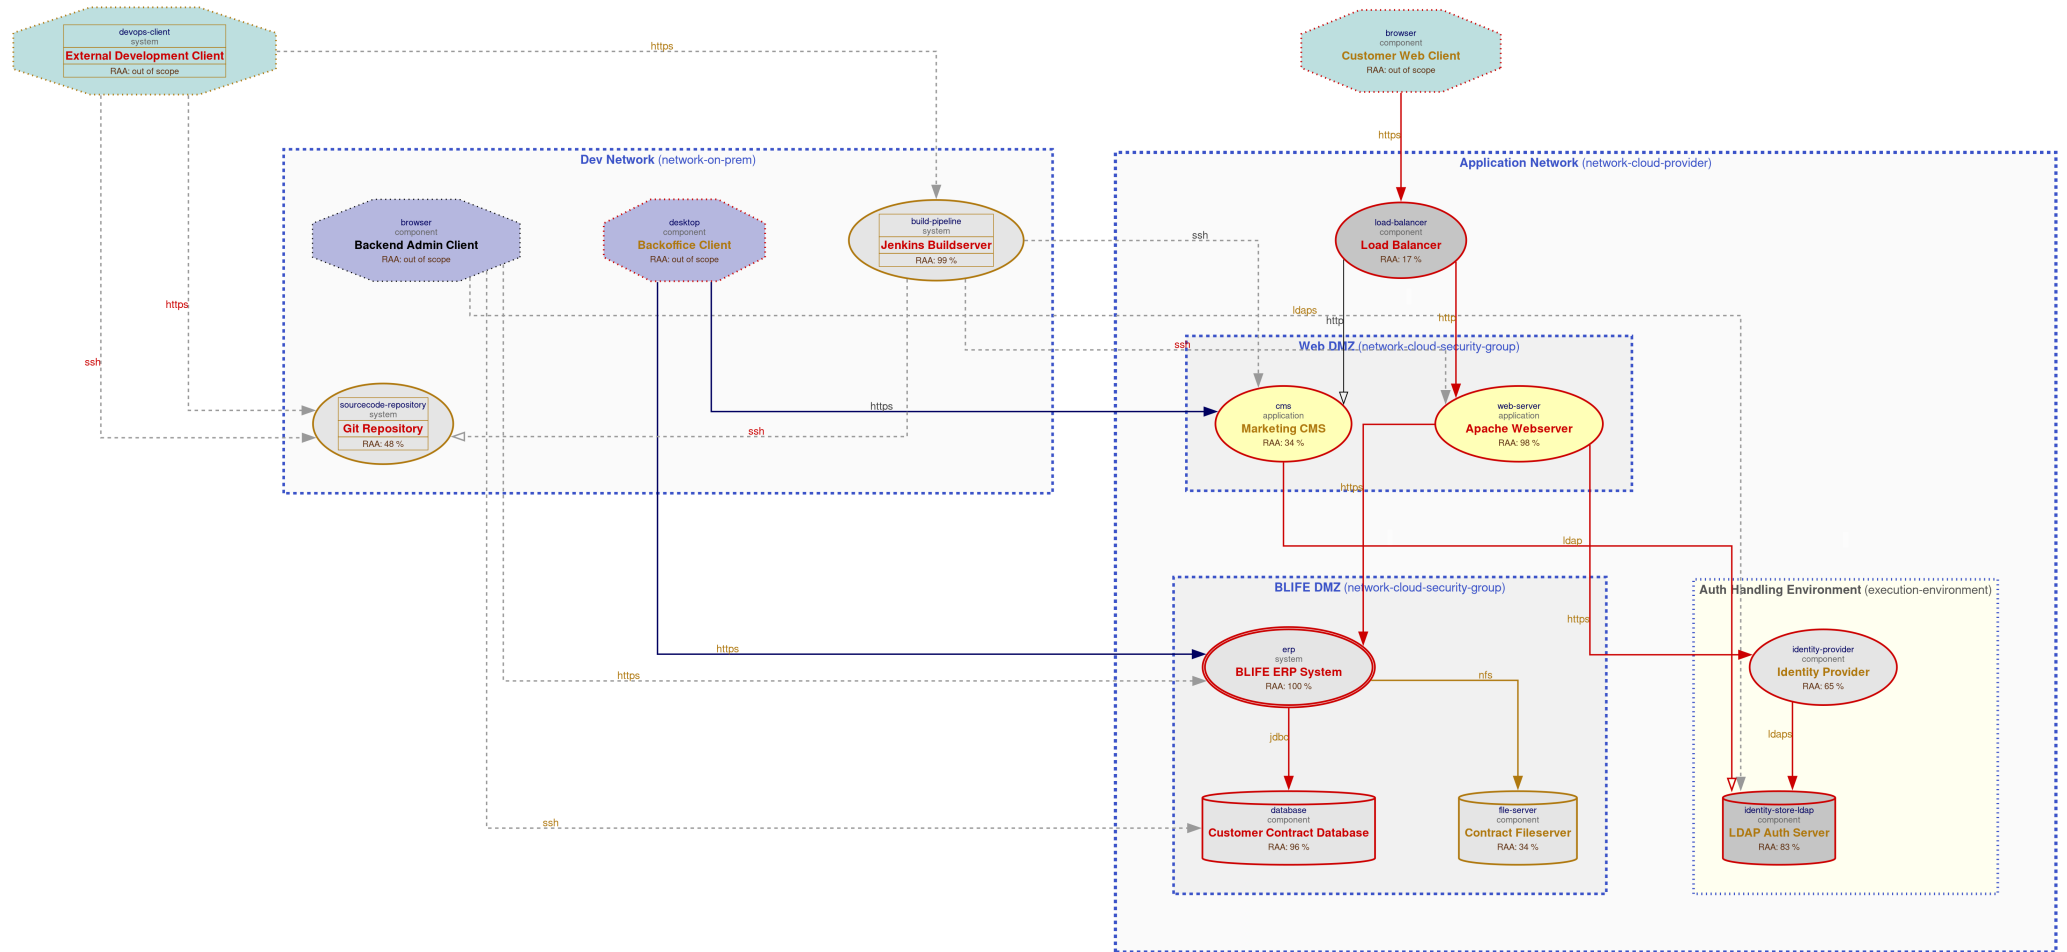 devops-client
system
External Development Client
RAA: out of scope
https
browser
component
Customer Web Client
RAA: out of scope
https
Dev Network (network-on-prem)
Application Network (network-cloud-provider)
browser
component
Backend Admin Client
RAA: out of scope
desktop
component
Backoffice Client
RAA: out of scope
build-pipeline
system
Jenkins Buildserver
RAA: 99 %
ssh
load-balancer
component
Load Balancer
RAA: 17 %
https
ldaps
http
http
ssh
ssh
Web DMZ (network-cloud-security-group)
sourcecode-repository
system
Git Repository
RAA: 48 %
https
ssh
cms
application
Marketing CMS
RAA: 34 %
web-server
application
Apache Webserver
RAA: 98 %
https
ldap
BLIFE DMZ (network-cloud-security-group)
Auth Handling Environment (execution-environment)
https
https
https
erp
system
BLIFE ERP System
RAA: 100 %
nfs
identity-provider
component
Identity Provider
RAA: 65 %
jdbc
ldaps
ssh
database
component
Customer Contract Database
RAA: 96 %
file-server
component
Contract Fileserver
RAA: 34 %
identity-store-ldap
component
LDAP Auth Server
RAA: 83 %